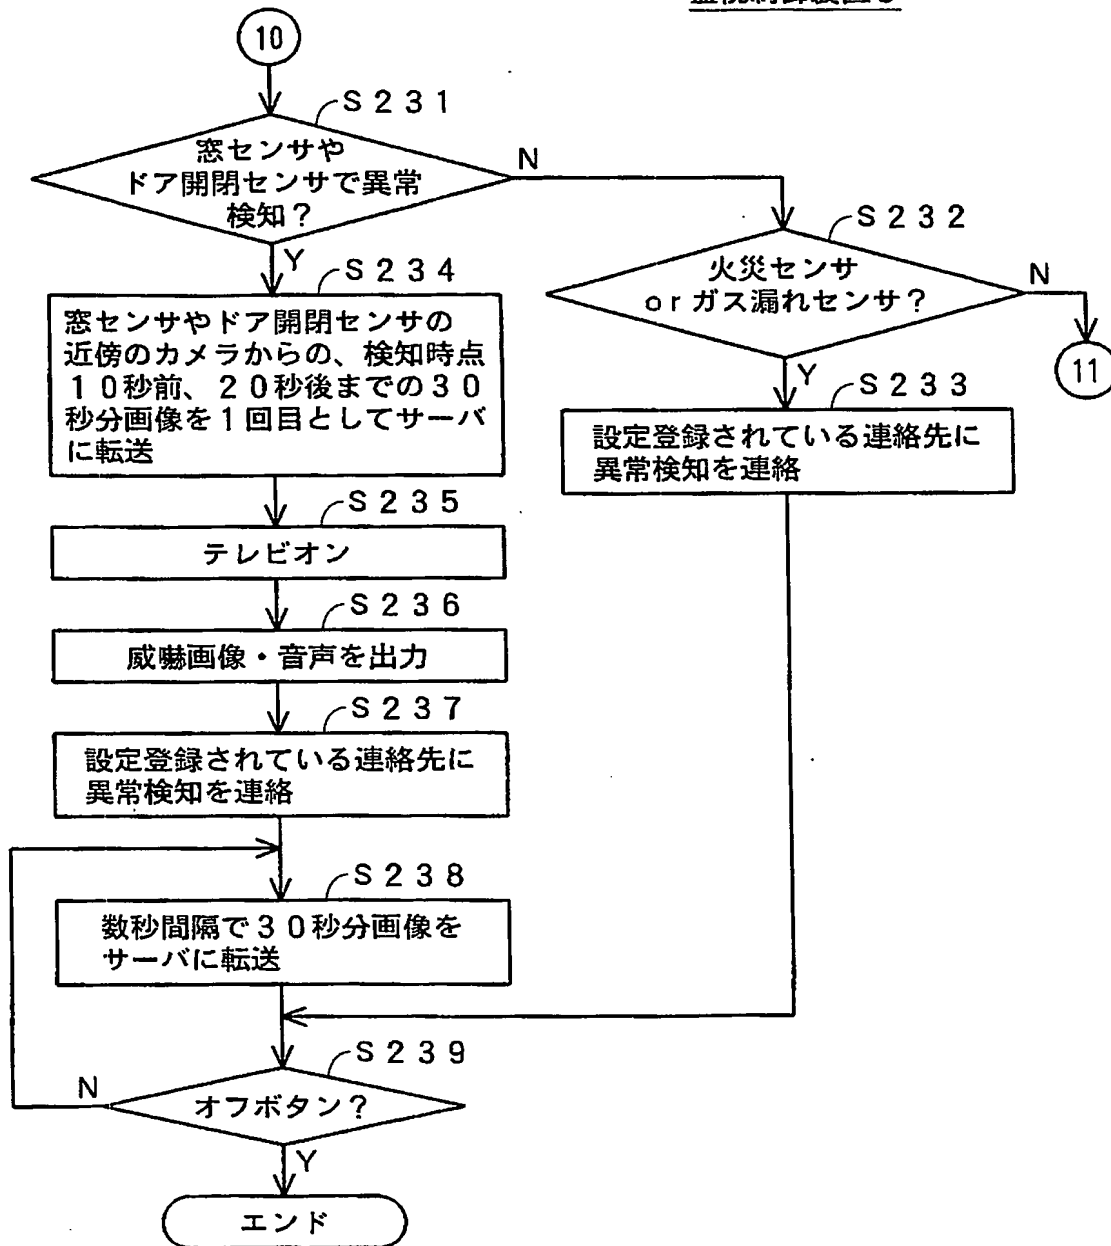 10
S231
窓センサや
ドア開閉センサで異常
検知?
N
Y
S232
火災センサ
orガス漏れセンサ?
N
11
Y
S233
設定登録されている連絡先に
異常検知を連絡
S234
窓センサやドア開閉センサの
近傍のカメラからの、検知時点
10秒前、20秒後までの30
秒分画像を1回目としてサーバ
に転送
S235
テレビオン
S236
威嚇画像・音声を出力
S237
設定登録されている連絡先に
異常検知を連絡
S238
数秒間隔で30秒分画像を
サーバに転送
S239
オフボタン?
N
Y
エンド